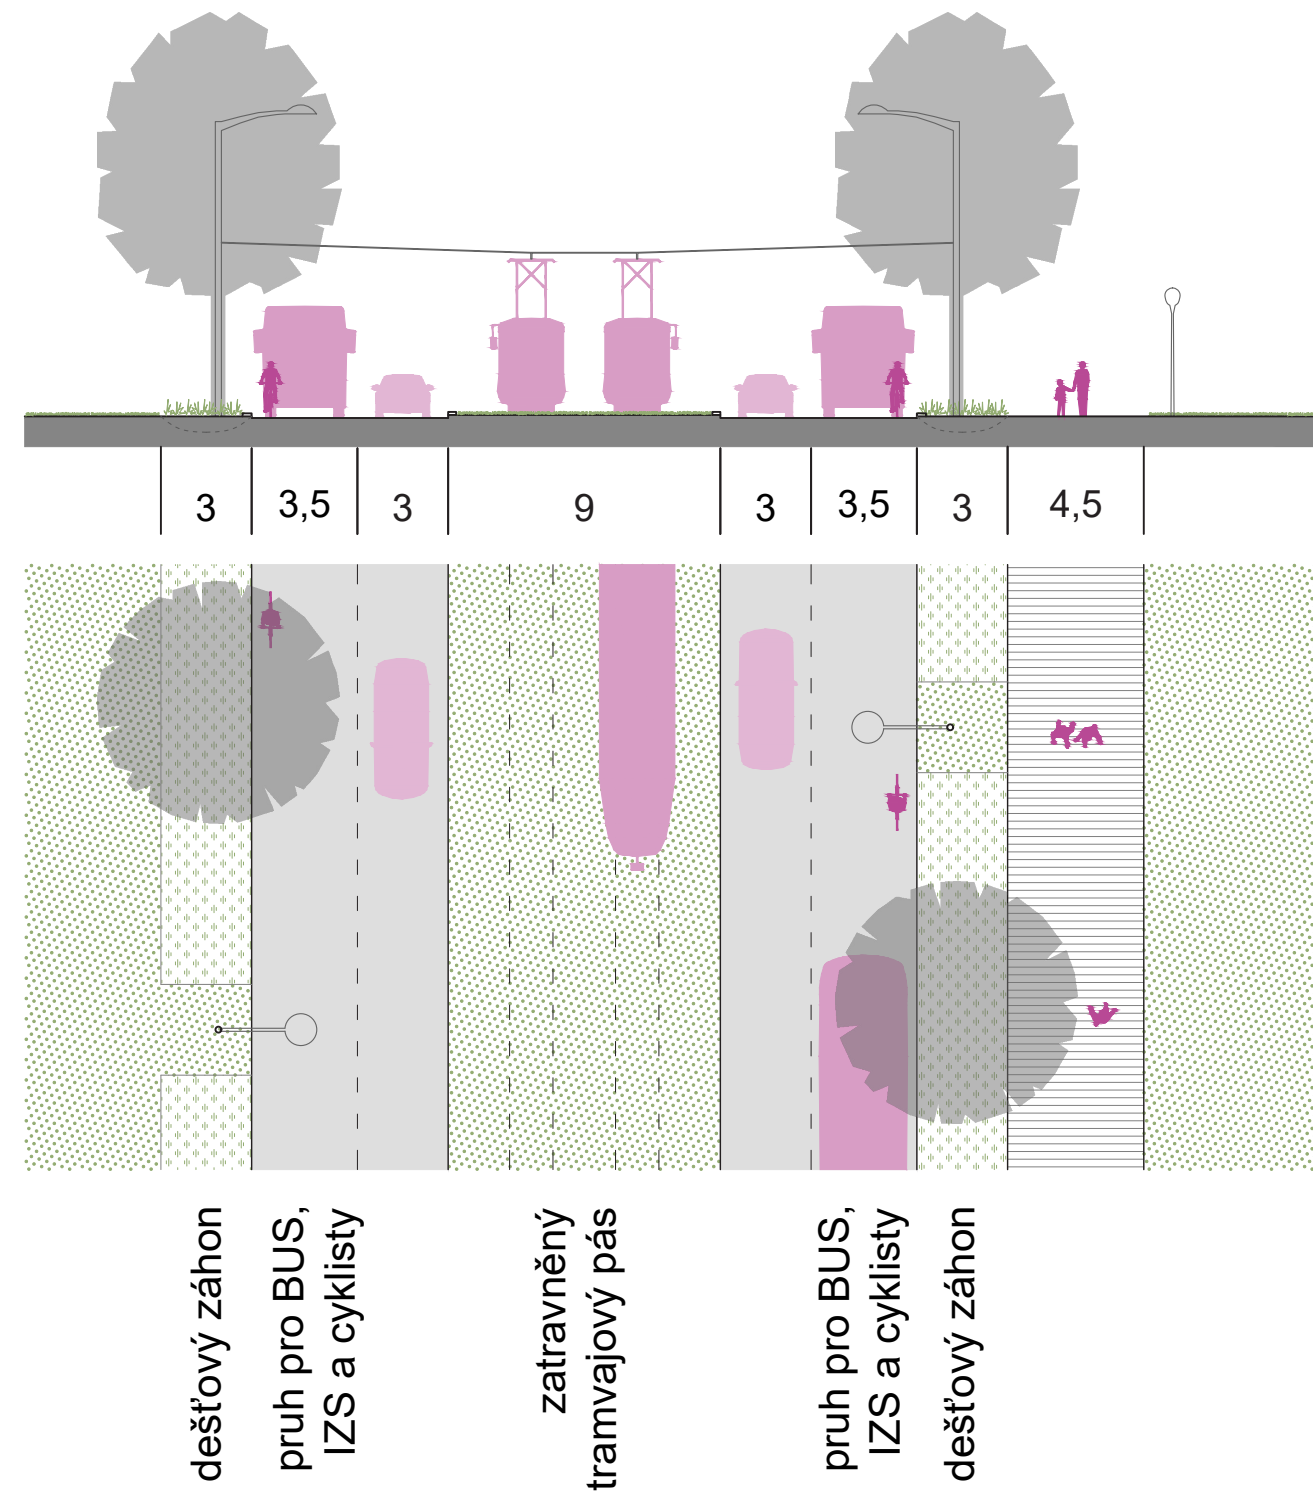 3 3,5 3 9 3 3,5 3 4,5
dešťový záhon
pruh pro BUS,
IZS a cyklisty
zatravněný
tramvajový pás
pruh pro BUS,
IZS a cyklisty
dešťový záhon